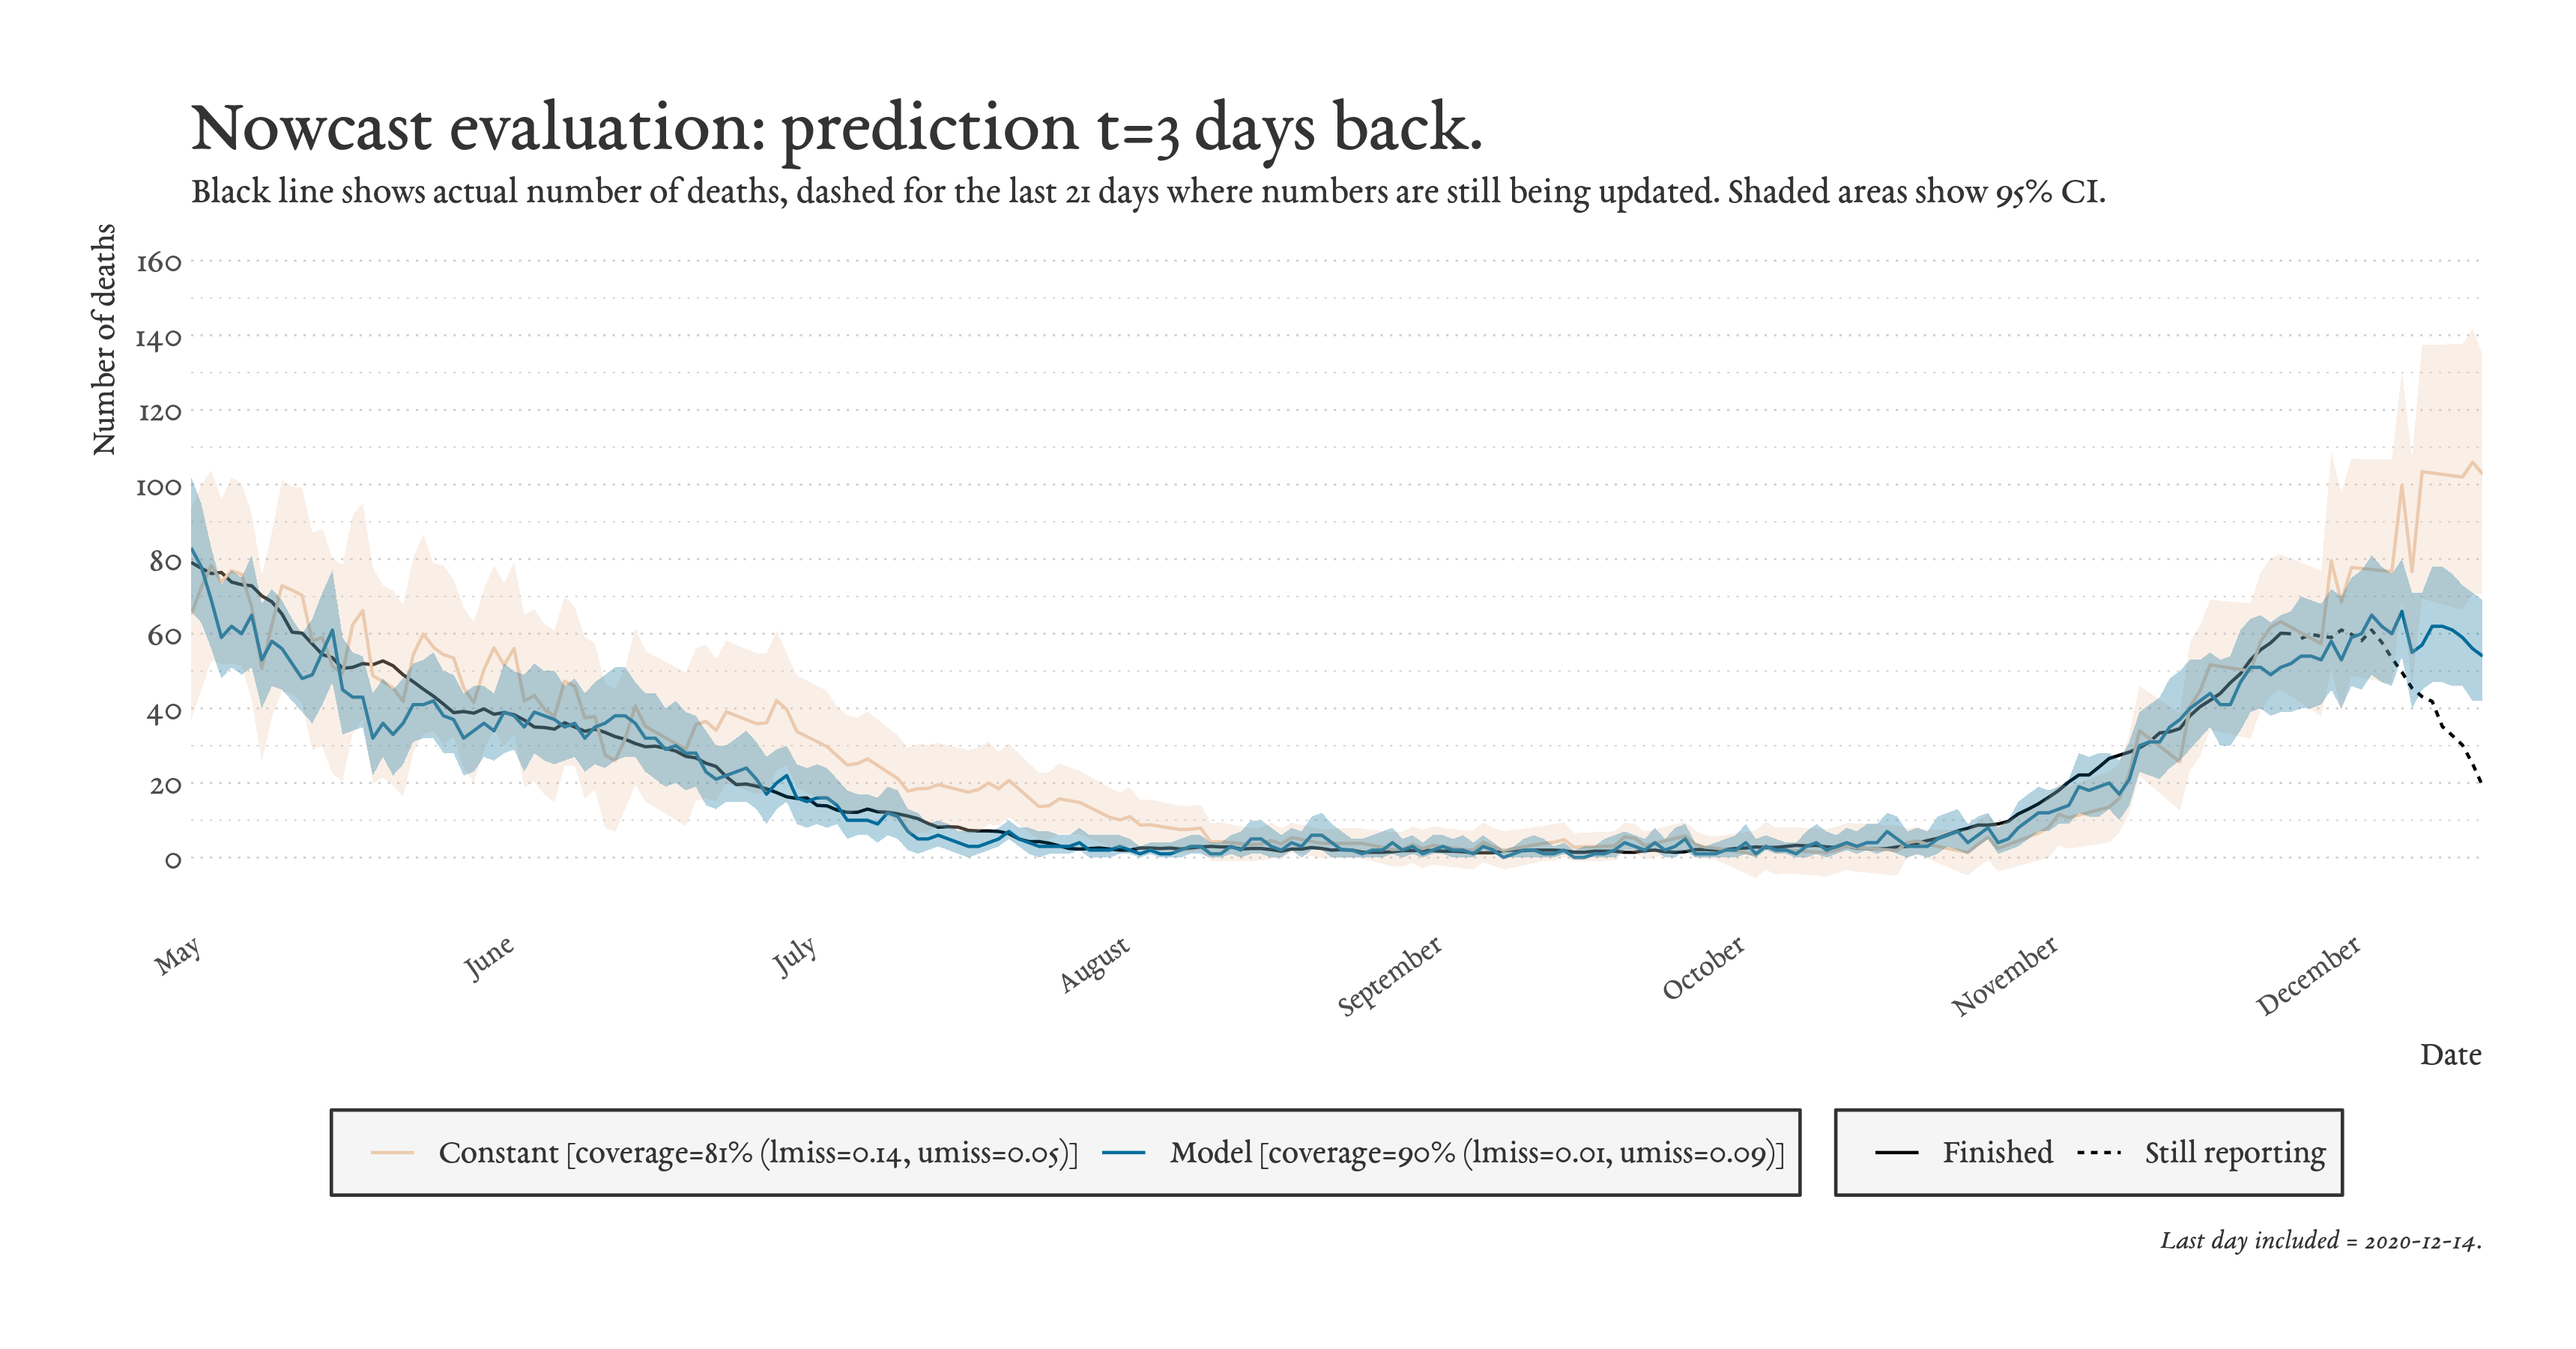 Nowcast evaluation: prediction t=3 days back.
Black line shows actual number of deaths, dashed for the last 21 days where numbers are still being updated. Shaded areas show 95% CI.
Number of deaths
160
140
120
100
80
60
40
20
0
May
June
July
August
September
October
November
December
Date
Constant [coverage=81% (lmiss=0.14, umiss=0.05)]
Model [coverage=90% (lmiss=0.01, umiss=0.09)]
Finished
Still reporting
Last day included = 2020-12-14.